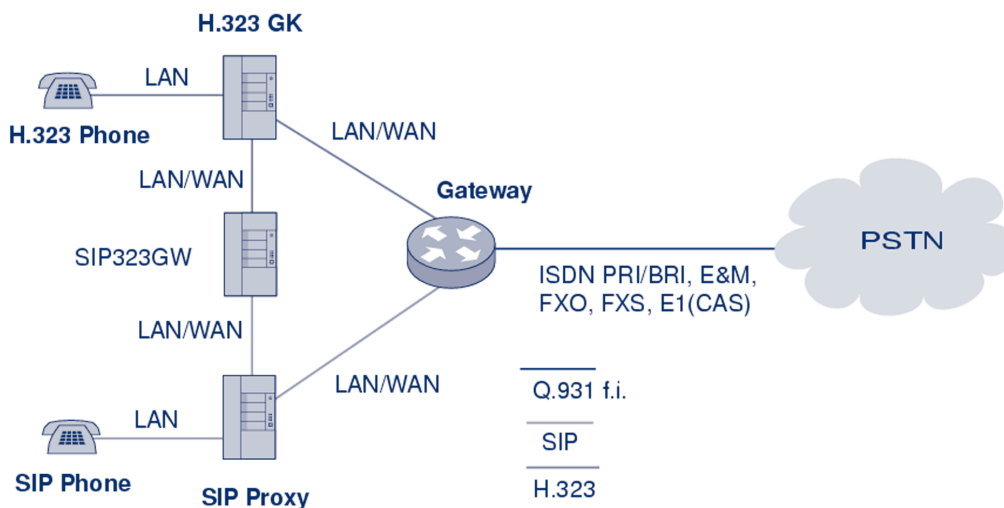 H.323 GK
LAN
H.323 Phone
LAN/WAN
LAN/WAN
Gateway
SIP323GW
PSTN
ISDN PRI/BRI, E&M,
FXO, FXS, E1(CAS)
LAN/WAN
LAN/WAN
Q.931 f.i.
LAN
SIP
SIP Phone
SIP Proxy
H.323